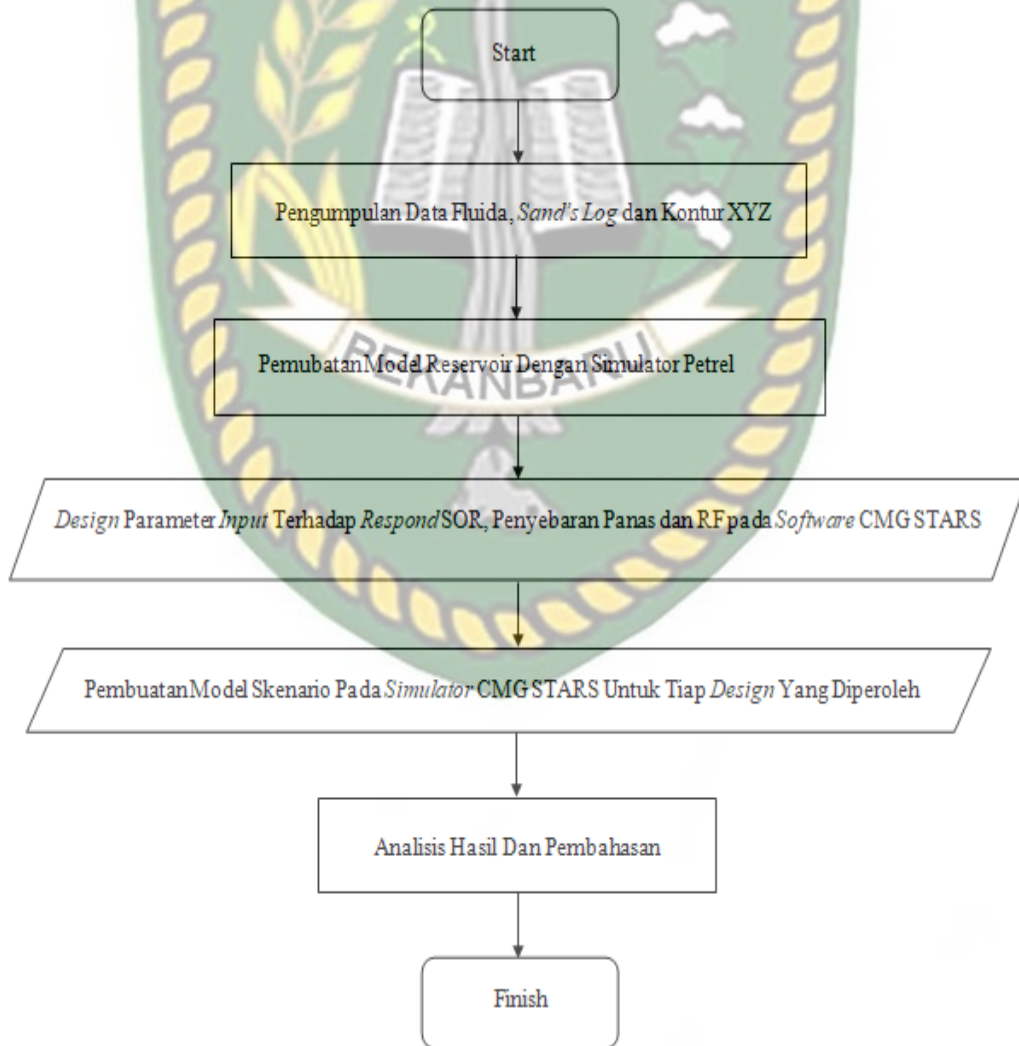 Start
Pengumpulan Data Fluida, Sand's Log dan Kontur XYZ
Pemubatan Model Reservoir Dengan Simulator Petrel
BEKANBARU
Design Parameter Input Terhadap Respond SOR, Penyebaran Panas dan RF pada Software CMG STARS
Pembuatan Model Skenario Pada Simulator CMG STARS Untuk Tiap Design Yang Diperoleh
Analisis Hasil Dan Pembahasan
Finish